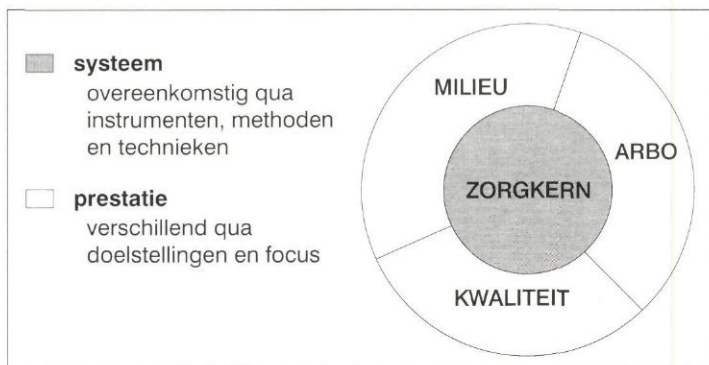 systeem
overeenkomstig qua
instrumenten, methoden
en technieken
prestatie
verschillend qua
doelstellingen en focus
MILIEU
ARBO
ZORGKERN
KWALITEIT